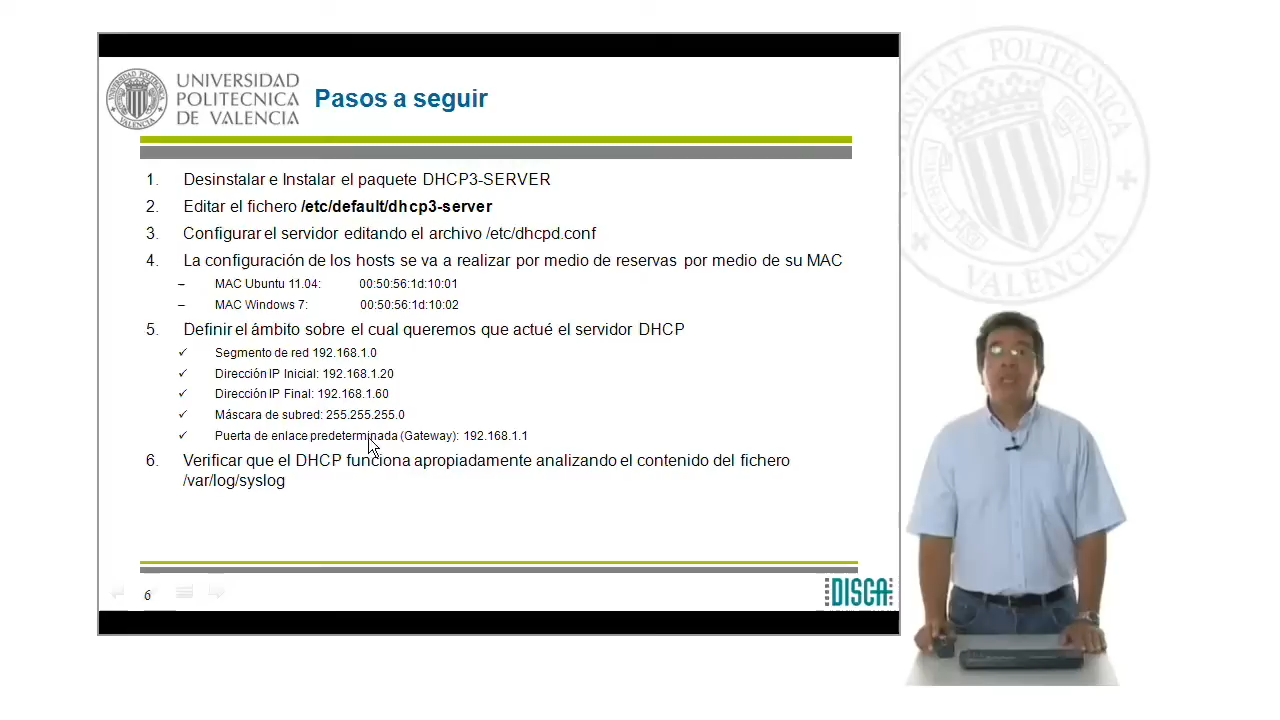 UNIVERSIDAD
POLITECNICA
DE VALENCIA
Pasos a seguir
1. Desinstalar e Instalar el paquete DHCP3-SERVER
2. Editar el fichero /etc/default/dhcp3-server
3. Configurar el servidor editando el archivo /etc/dhcpd.conf
4. La configuración de los hosts se va a realizar por medio de reservas por medio de su MAC
– MAC Ubuntu 11.04: 00:50:56:1d:10:01
– MAC Windows 7: 00:50:56:1d:10:02
5. Definir el ámbito sobre el cual queremos que actué el servidor DHCP
✓ Segmento de red 192.168.1.0
✓ Dirección IP Inicial: 192.168.1.20
✓ Dirección IP Final: 192.168.1.60
✓ Máscara de subred: 255.255.255.0
✓ Puerta de enlace predeterminada (Gateway): 192.168.1.1
6. Verificar que el DHCP funciona apropiadamente analizando el contenido del fichero
/var/log/syslog
6
DISCA
POLITECNICA
VALENCIA